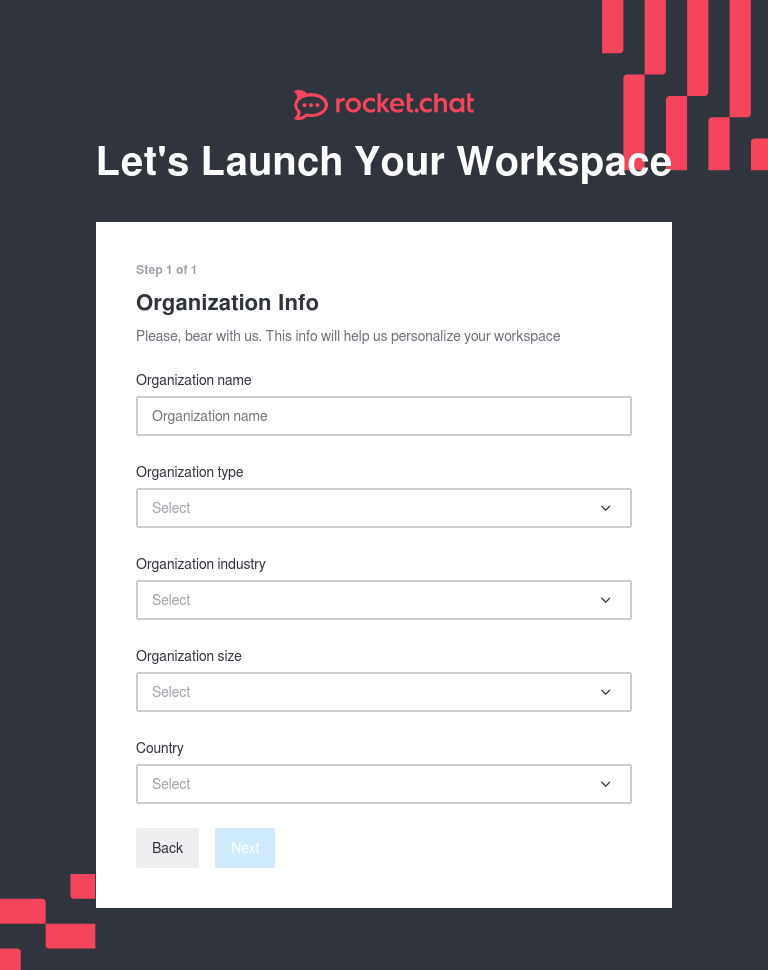 rocket.chat
Let's Launch Your Workspace
Step 1 of 1
Organization Info
Please, bear with us. This info will help us personalize your workspace
Organization name
Organization name
Organization type
Select
Organization industry
Select
Organization size
Select
Country
Select
Back Next